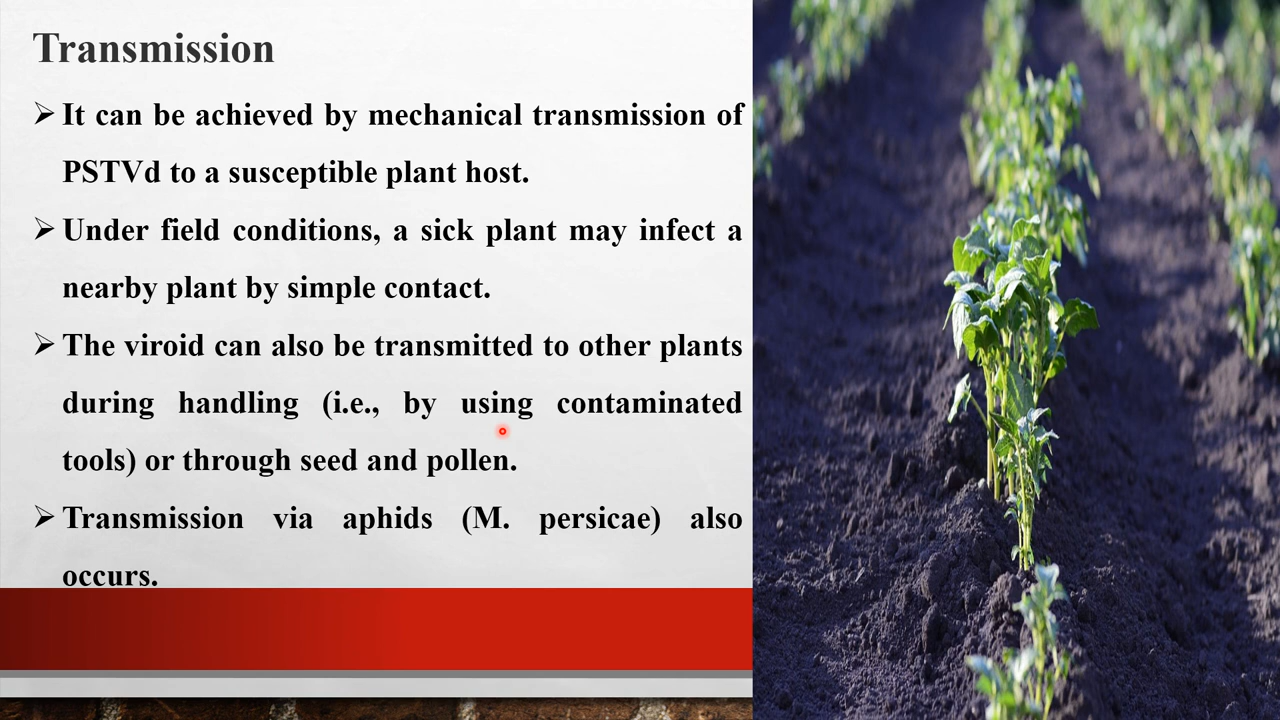 Transmission
➢ It can be achieved by mechanical transmission of
PSTVd to a susceptible plant host.
➢ Under field conditions, a sick plant may infect a
nearby plant by simple contact.
➢ The viroid can also be transmitted to other plants
during handling (i.e., by using contaminated
tools) or through seed and pollen.
➢ Transmission via aphids (M. persicae) also
occurs.